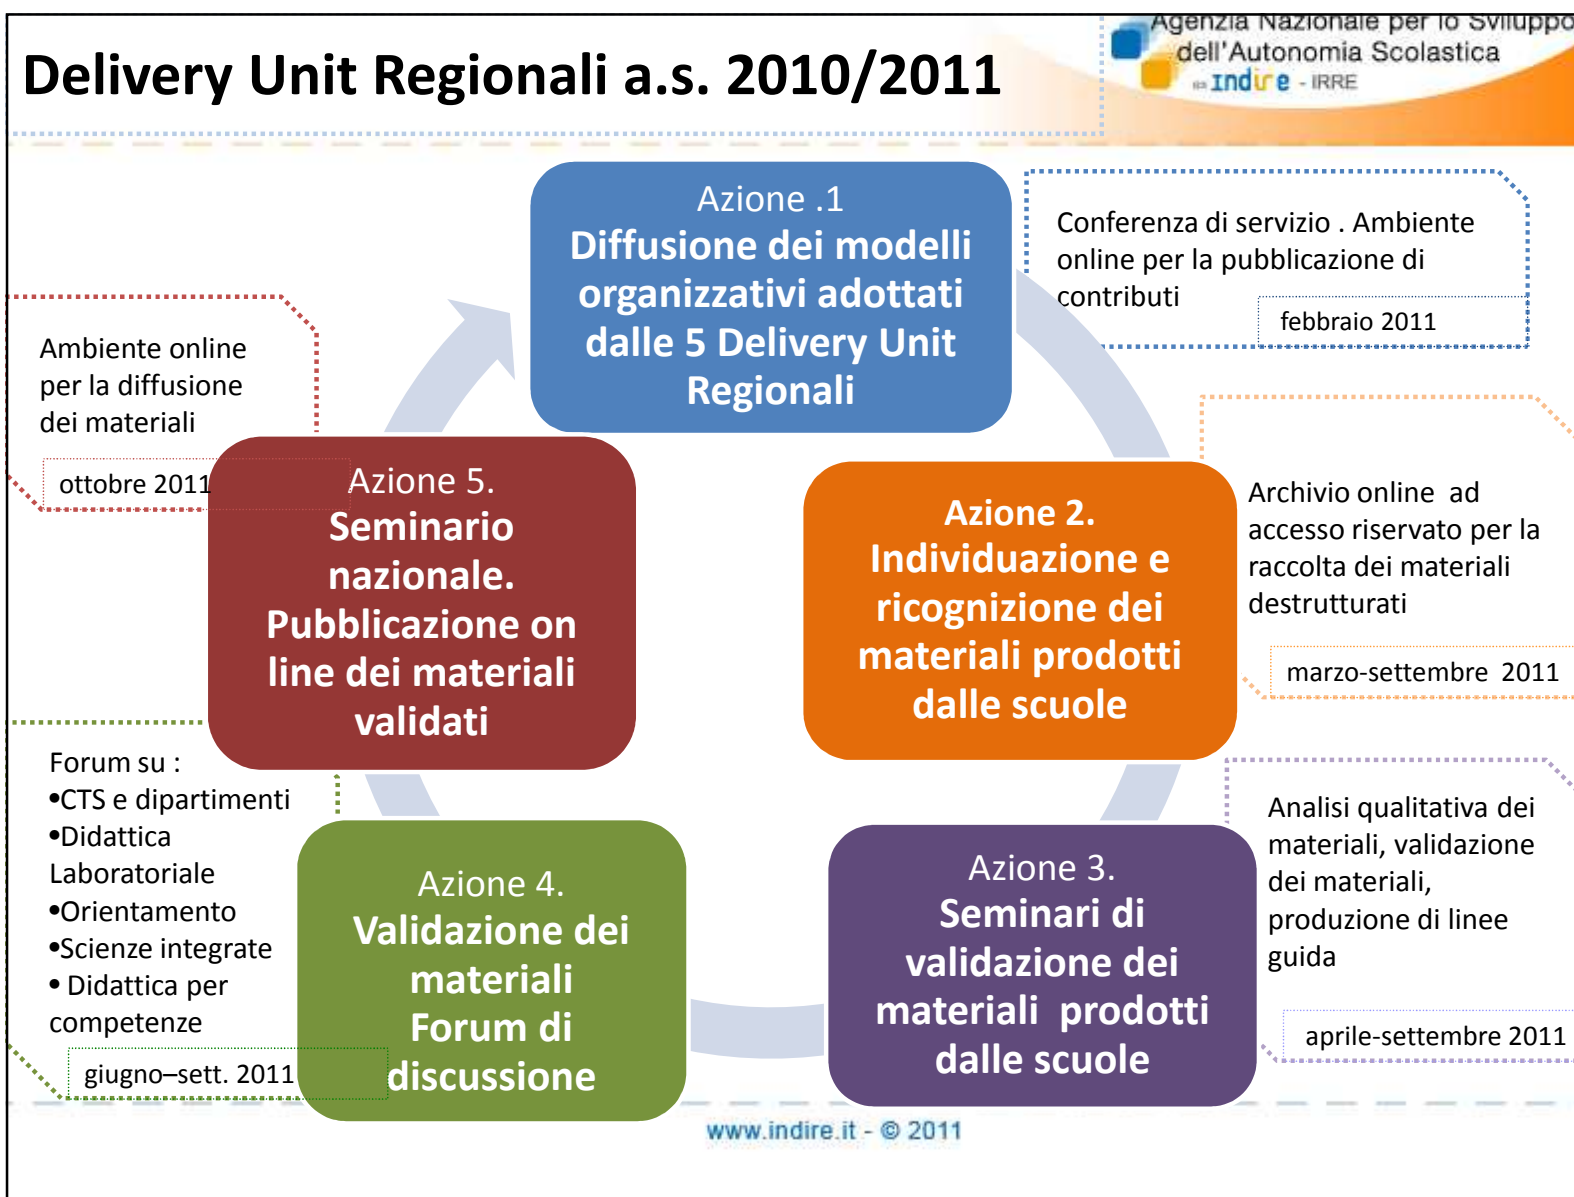 Delivery Unit Regionali a.s. 2010/2011
Agenzia Nazionale per lo Sviluppo
dell'Autonomia Scolastica
ex indire - IRRE
Azione .1
Diffusione dei modelli
organizzativi adottati
dalle 5 Delivery Unit
Regionali
Conferenza di servizio . Ambiente
online per la pubblicazione di
contributi
febbraio 2011
Azione 2.
Individuazione e
ricognizione dei
materiali prodotti
dalle scuole
Archivio online ad
accesso riservato per la
raccolta dei materiali
destrutturati
marzo-settembre 2011
Azione 3.
Seminari di
validazione dei
materiali prodotti
dalle scuole
Analisi qualitativa dei
materiali, validazione
dei materiali,
produzione di linee
guida
aprile-settembre 2011
Azione 4.
Validazione dei
materiali
Forum di
discussione
Forum su :
•CTS e dipartimenti
•Didattica
Laboratoriale
•Orientamento
•Scienze integrate
• Didattica per
competenze
giugno–sett. 2011
Azione 5.
Seminario
nazionale.
Pubblicazione on
line dei materiali
validati
Ambiente online
per la diffusione
dei materiali
ottobre 2011
www.indire.it - © 2011